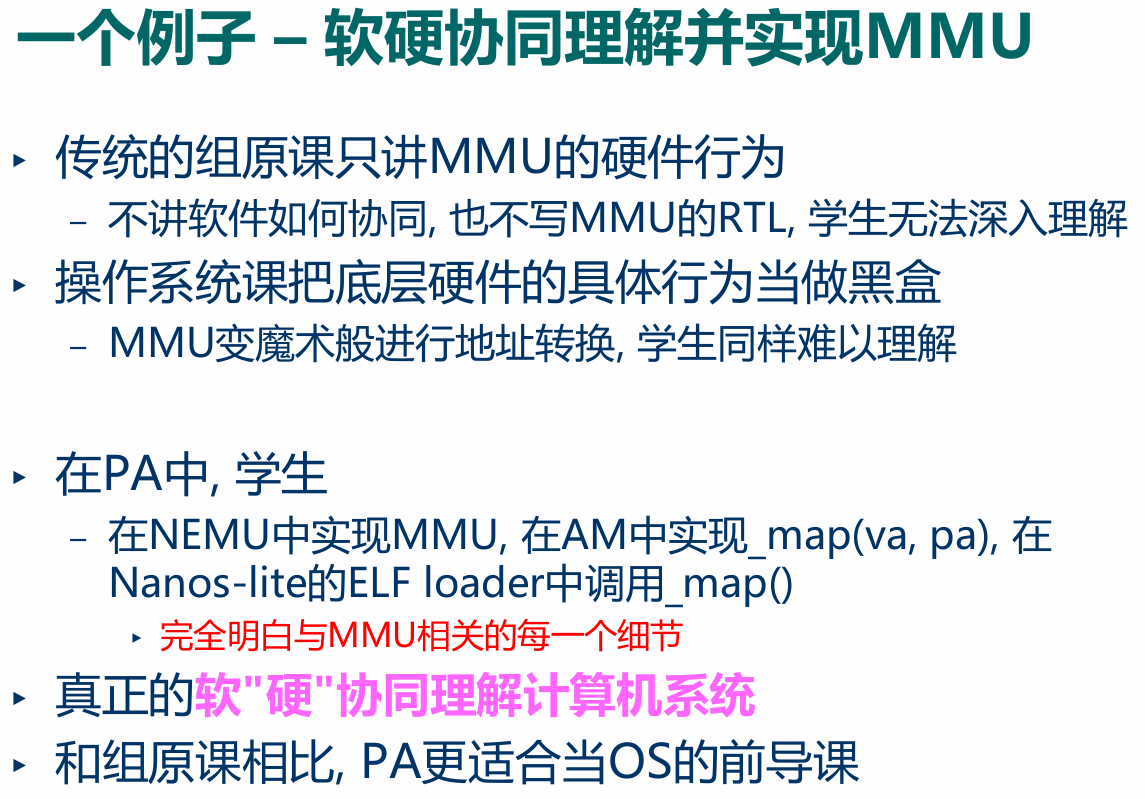 一个例子 – 软硬协同理解并实现MMU
‣ 传统的组原课只讲MMU的硬件行为
– 不讲软件如何协同, 也不写MMU的RTL, 学生无法深入理解
‣ 操作系统课把底层硬件的具体行为当做黑盒
– MMU变魔术般进行地址转换, 学生同样难以理解
‣ 在PA中, 学生
– 在NEMU中实现MMU, 在AM中实现_map(va, pa), 在
Nanos-lite的ELF loader中调用_map()
‣ 完全明白与MMU相关的每一个细节
‣ 真正的软"硬"协同理解计算机系统
‣ 和组原课相比, PA更适合当OS的前导课